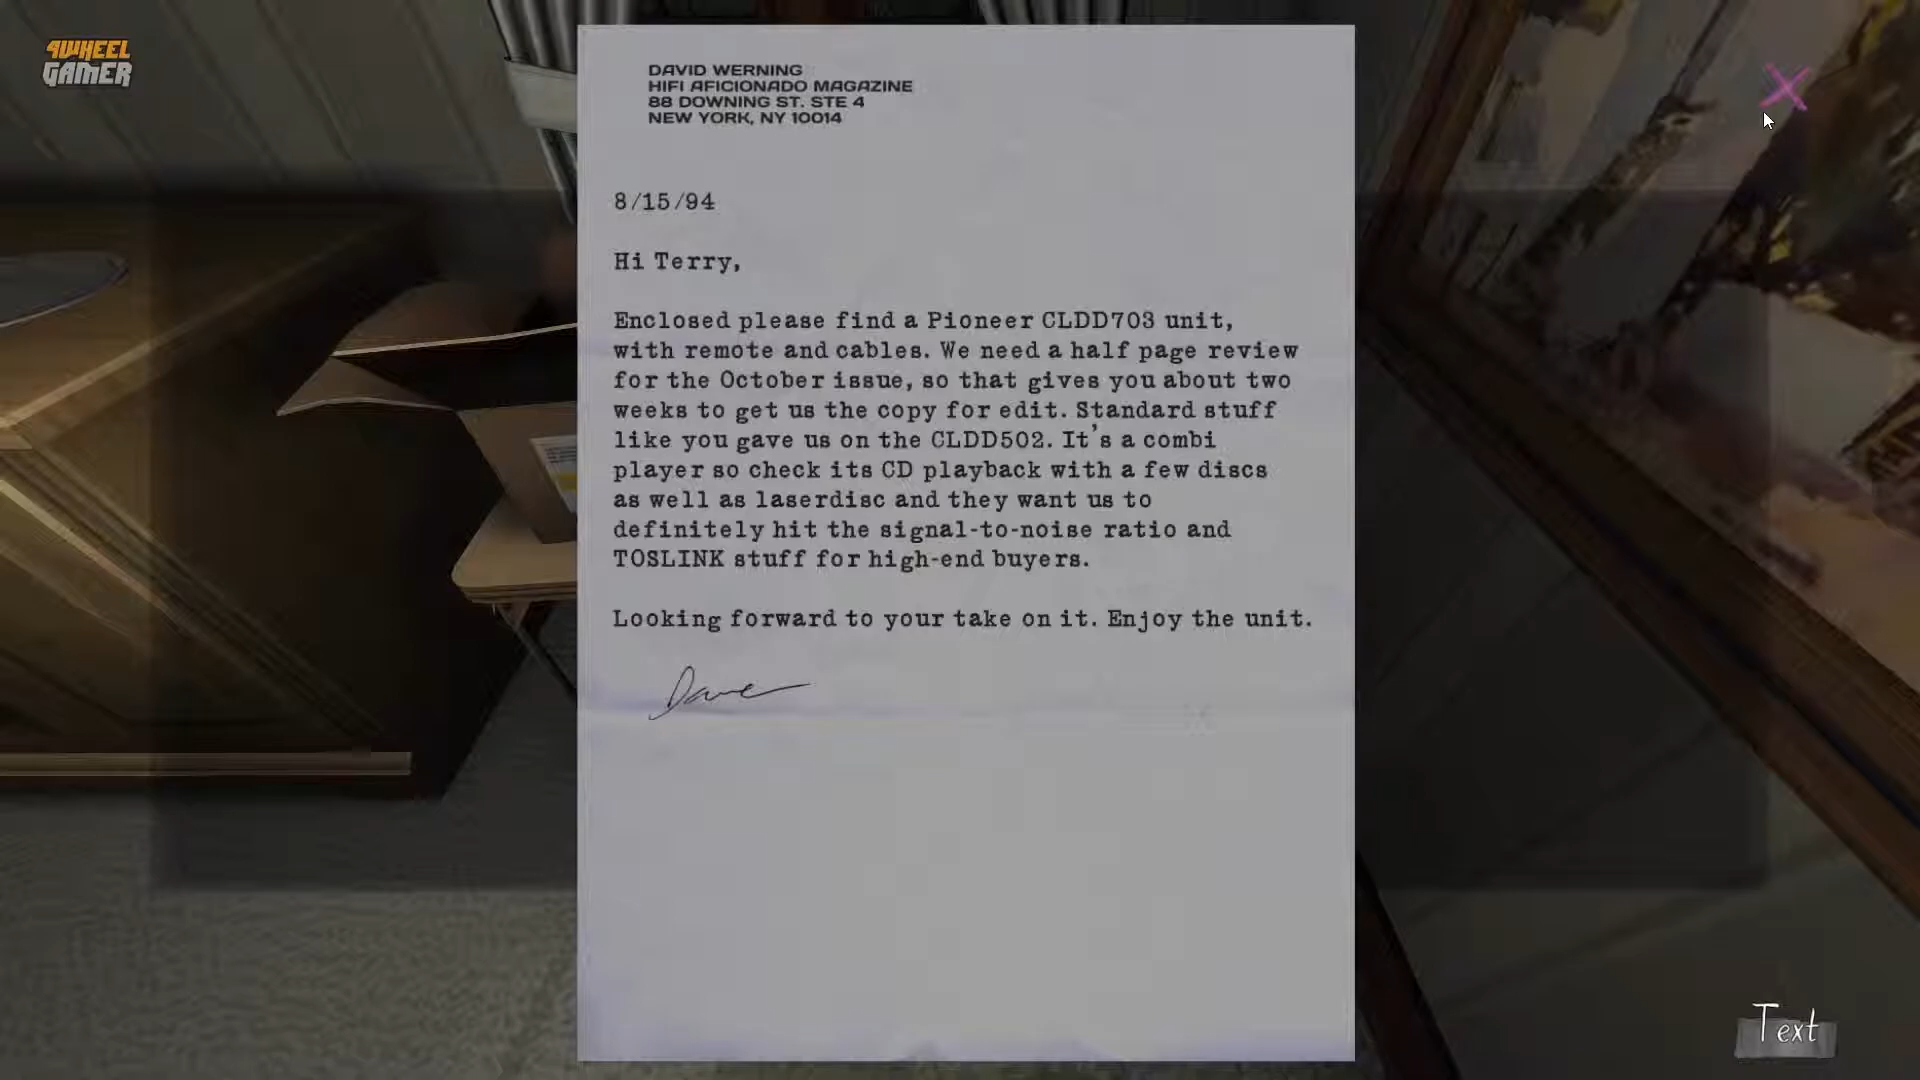 4WHEEL
GAMER
DAVID WERNING
HIFI AFICIONADO MAGAZINE
88 DOWNING ST. STE 4
NEW YORK, NY 10014
8/15/94
Hi Terry,
Enclosed please find a Pioneer CLDD703 unit,
with remote and cables. We need a half page review
for the October issue, so that gives you about two
weeks to get us the copy for edit. Standard stuff
like you gave us on the CLDD502. It's a combi
player so check its CD playback with a few discs
as well as laserdisc and they want us to
definitely hit the signal-to-noise ratio and
TOSLINK stuff for high-end buyers.
Looking forward to your take on it. Enjoy the unit.
Dave
Text